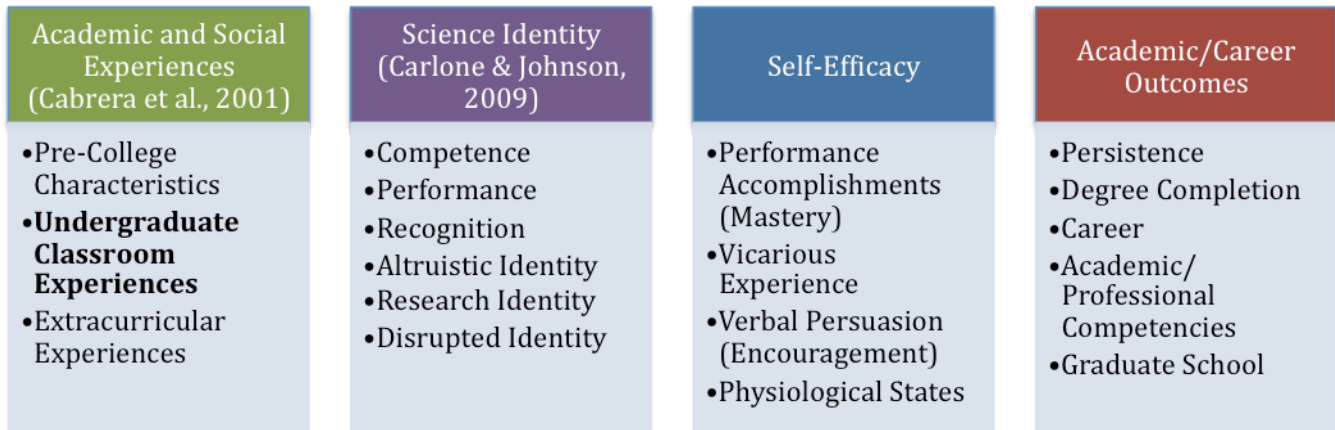 Academic and Social
Experiences
(Cabrera et al., 2001)
•Pre-College
Characteristics
•Undergraduate
Classroom
Experiences
•Extracurricular
Experiences
Science Identity
(Carlone & Johnson,
2009)
•Competence
•Performance
•Recognition
•Altruistic Identity
•Research Identity
•Disrupted Identity
Self-Efficacy
•Performance
Accomplishments
(Mastery)
•Vicarious
Experience
•Verbal Persuasion
(Encouragement)
•Physiological States
Academic/Career
Outcomes
•Persistence
•Degree Completion
•Career
•Academic/
Professional
Competencies
•Graduate School